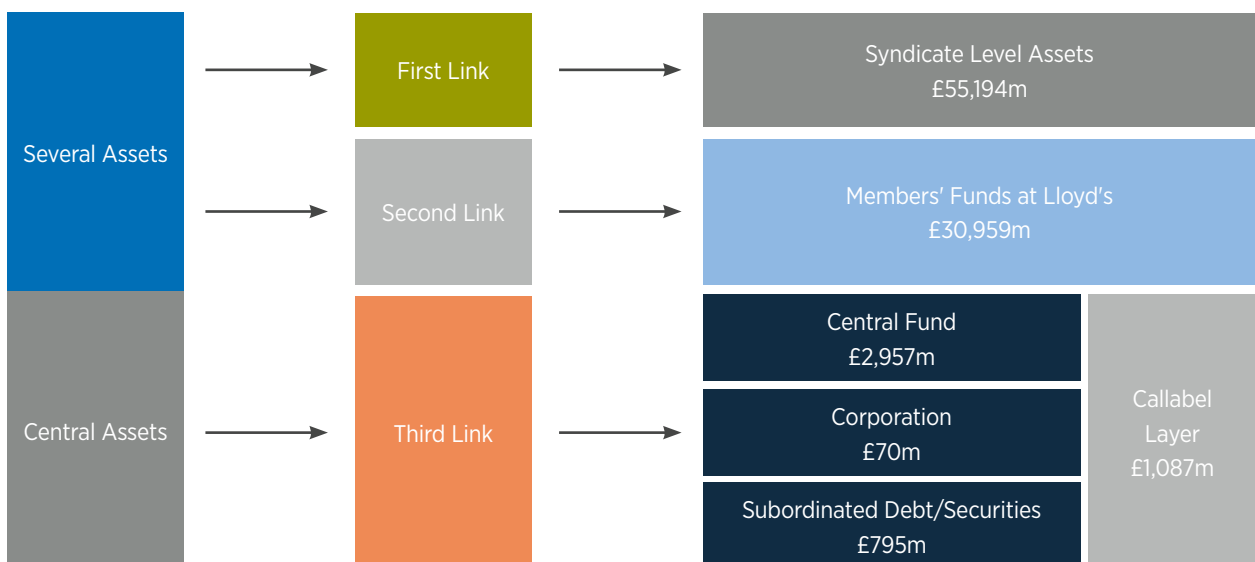 Several Assets
First Link
Syndicate Level Assets
£55,194m
Second Link
Members' Funds at Lloyd's
£30,959m
Central Assets
Third Link
Central Fund
£2,957m
Corporation
£70m
Subordinated Debt/Securities
£795m
Callabel
Layer
£1,087m